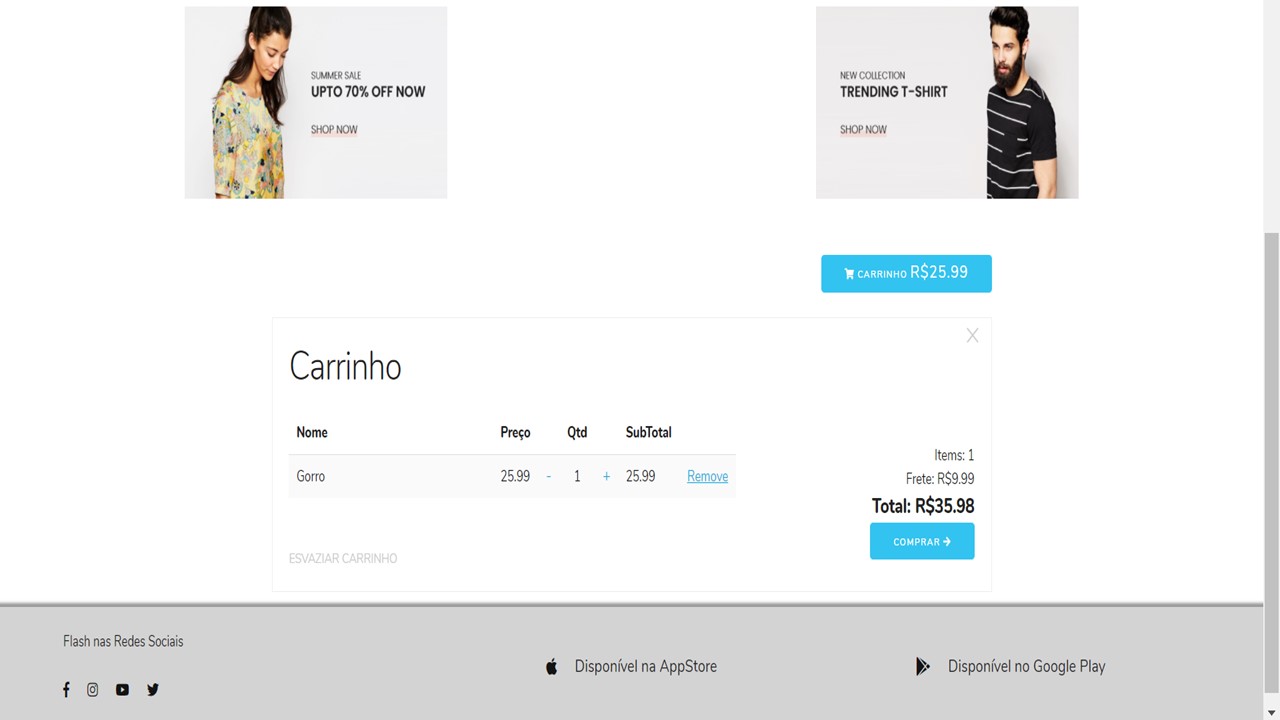 SUMMER SALE
UPTO 70% OFF NOW
SHOP NOW
NEW COLLECTION
TRENDING T-SHIRT
SHOP NOW
CARRINHO R$25.99
X
Carrinho
Nome Preço Qtd SubTotal
Gorro 25.99 - 1 + 25.99 Remove
Items: 1
Frete: R$9.99
Total: R$35.98
COMPRAR
ESVAZIAR CARRINHO
Flash nas Redes Sociais
Disponível na AppStore
Disponível no Google Play